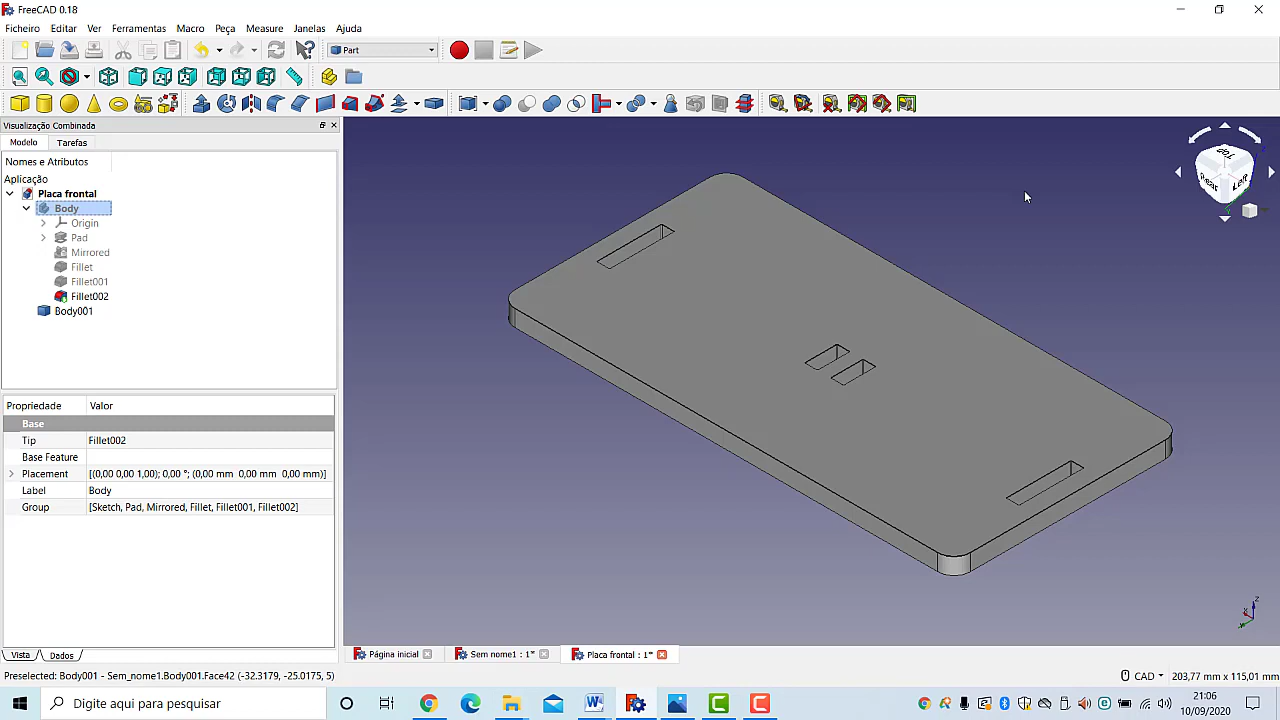 FreeCAD 0.18
Ficheiro Editar Ver Ferramentas Macro Peça Measure Janelas Ajuda
Part
Visualização Combinada
Modelo Tarefas
Nomes e Atributos
Aplicação
Placa frontal
Body
Origin
Pad
Mirrored
Fillet
Fillet001
Fillet002
Body001
Propriedade Valor
Base
Tip Fillet002
Base Feature
Placement [(0,00 0,00 1,00); 0,00 °; (0,00 mm 0,00 mm 0,00 mm)]
Label Body
Group [Sketch, Pad, Mirrored, Fillet, Fillet001, Fillet002]
TOP
Rear Left
Z
X
Y
Vista Dados
Página inicial Sem nome1 : 1* Placa frontal : 1*
Preselected: Body001 - Sem_nome1.Body001.Face42 (-32.3179, -25.0175, 5)
CAD 203,77 mm x 115,01 mm
Digite aqui para pesquisar
21:06
10/09/2020